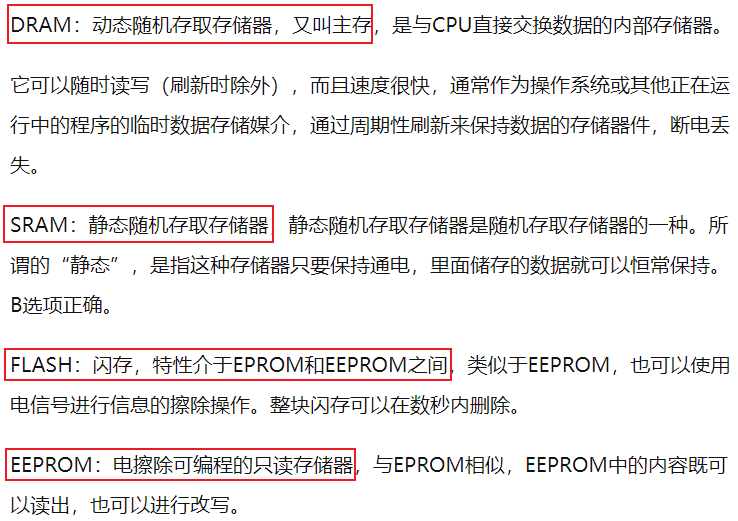 DRAM：动态随机存取存储器，又叫主存，是与CPU直接交换数据的内部存储器。
它可以随时读写（刷新时除外），而且速度很快，通常作为操作系统或其他正在运
行中的程序的临时数据存储媒介，通过周期性刷新来保持数据的存储器件，断电丢
失。
SRAM：静态随机存取存储器，静态随机存取存储器是随机存取存储器的一种。所
谓的“静态”，是指这种存储器只要保持通电，里面储存的数据就可以恒常保持。
B选项正确。
FLASH：闪存，特性介于EPROM和EEPROM之间，类似于EEPROM，也可以使用
电信号进行信息的擦除操作。整块闪存可以在数秒内删除。
EEPROM：电擦除可编程的只读存储器，与EPROM相似，EEPROM中的内容既可
以读出，也可以进行改写。